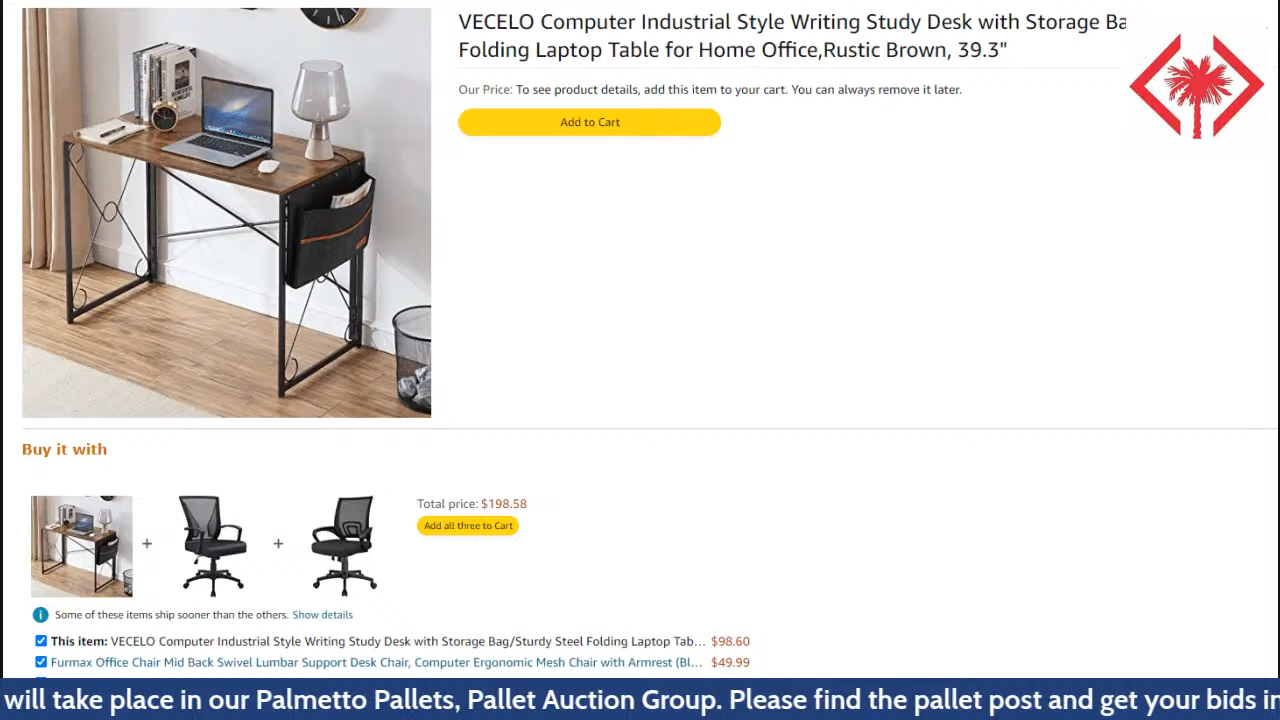 VECELO Computer Industrial Style Writing Study Desk with Storage Ba
Folding Laptop Table for Home Office,Rustic Brown, 39.3"
Our Price: To see product details, add this item to your cart. You can always remove it later.
Add to Cart
Buy it with
+
+
Total price: $198.58
Add all three to Cart
i Some of these items ship sooner than the others. Show details
This item: VECELO Computer Industrial Style Writing Study Desk with Storage Bag/Sturdy Steel Folding Laptop Tab... $98.60
Furmax Office Chair Mid Back Swivel Lumbar Support Desk Chair, Computer Ergonomic Mesh Chair with Armrest (Bl... $49.99
will take place in our Palmetto Pallets, Pallet Auction Group. Please find the pallet post and get your bids in